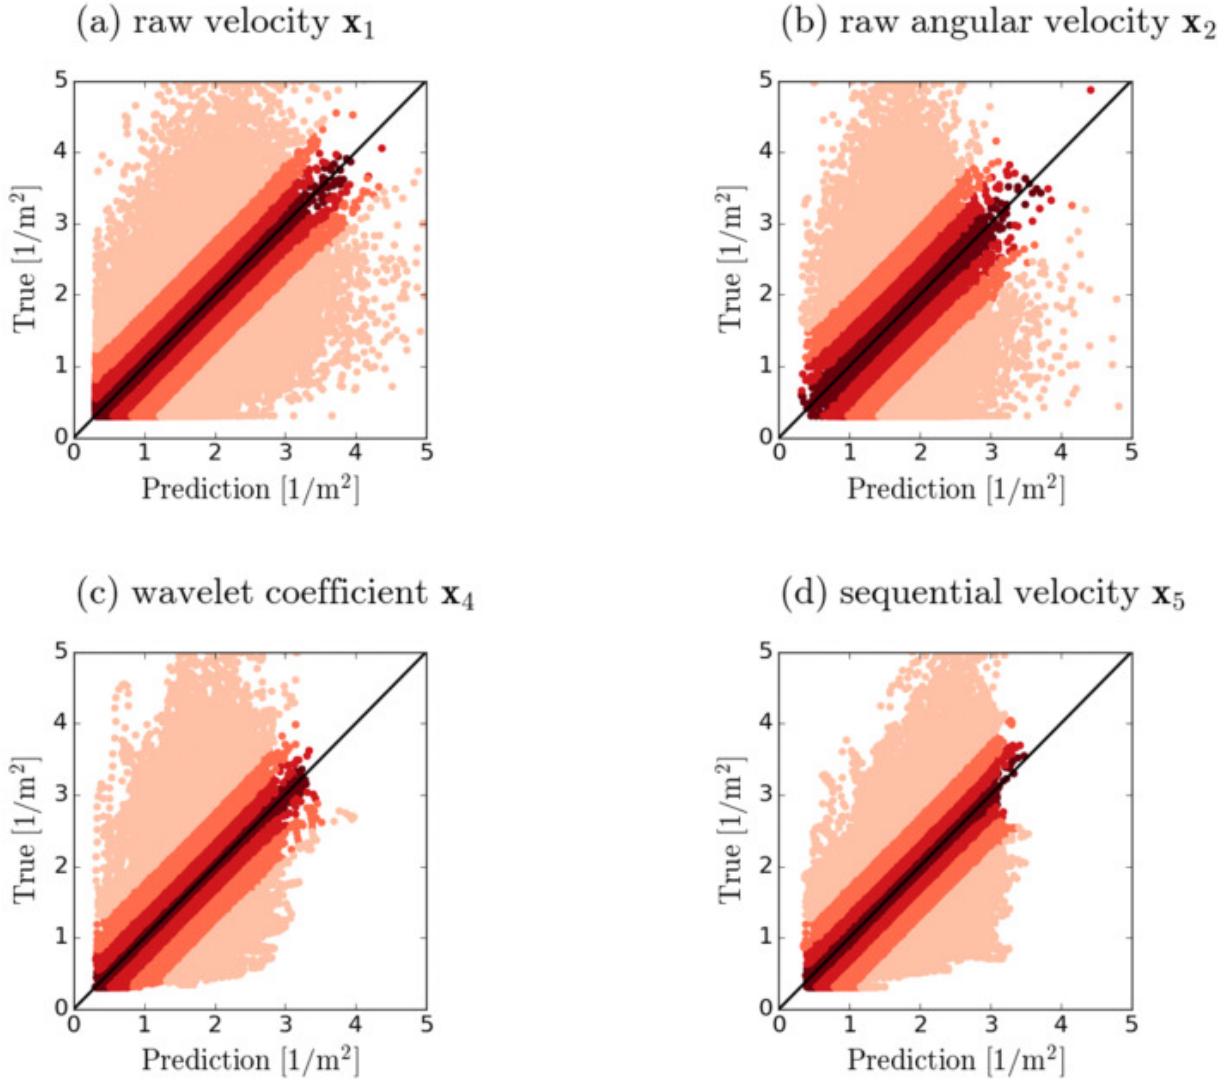 (a) raw velocity x₁
(b) raw angular velocity x₂
5
4
3
2
1
0
True [1/m²]
0 1 2 3 4 5
Prediction [1/m²]
5
4
3
2
1
0
True [1/m²]
0 1 2 3 4 5
Prediction [1/m²]
(c) wavelet coefficient x₄
(d) sequential velocity x₅
5
4
3
2
1
0
True [1/m²]
0 1 2 3 4 5
Prediction [1/m²]
5
4
3
2
1
0
True [1/m²]
0 1 2 3 4 5
Prediction [1/m²]